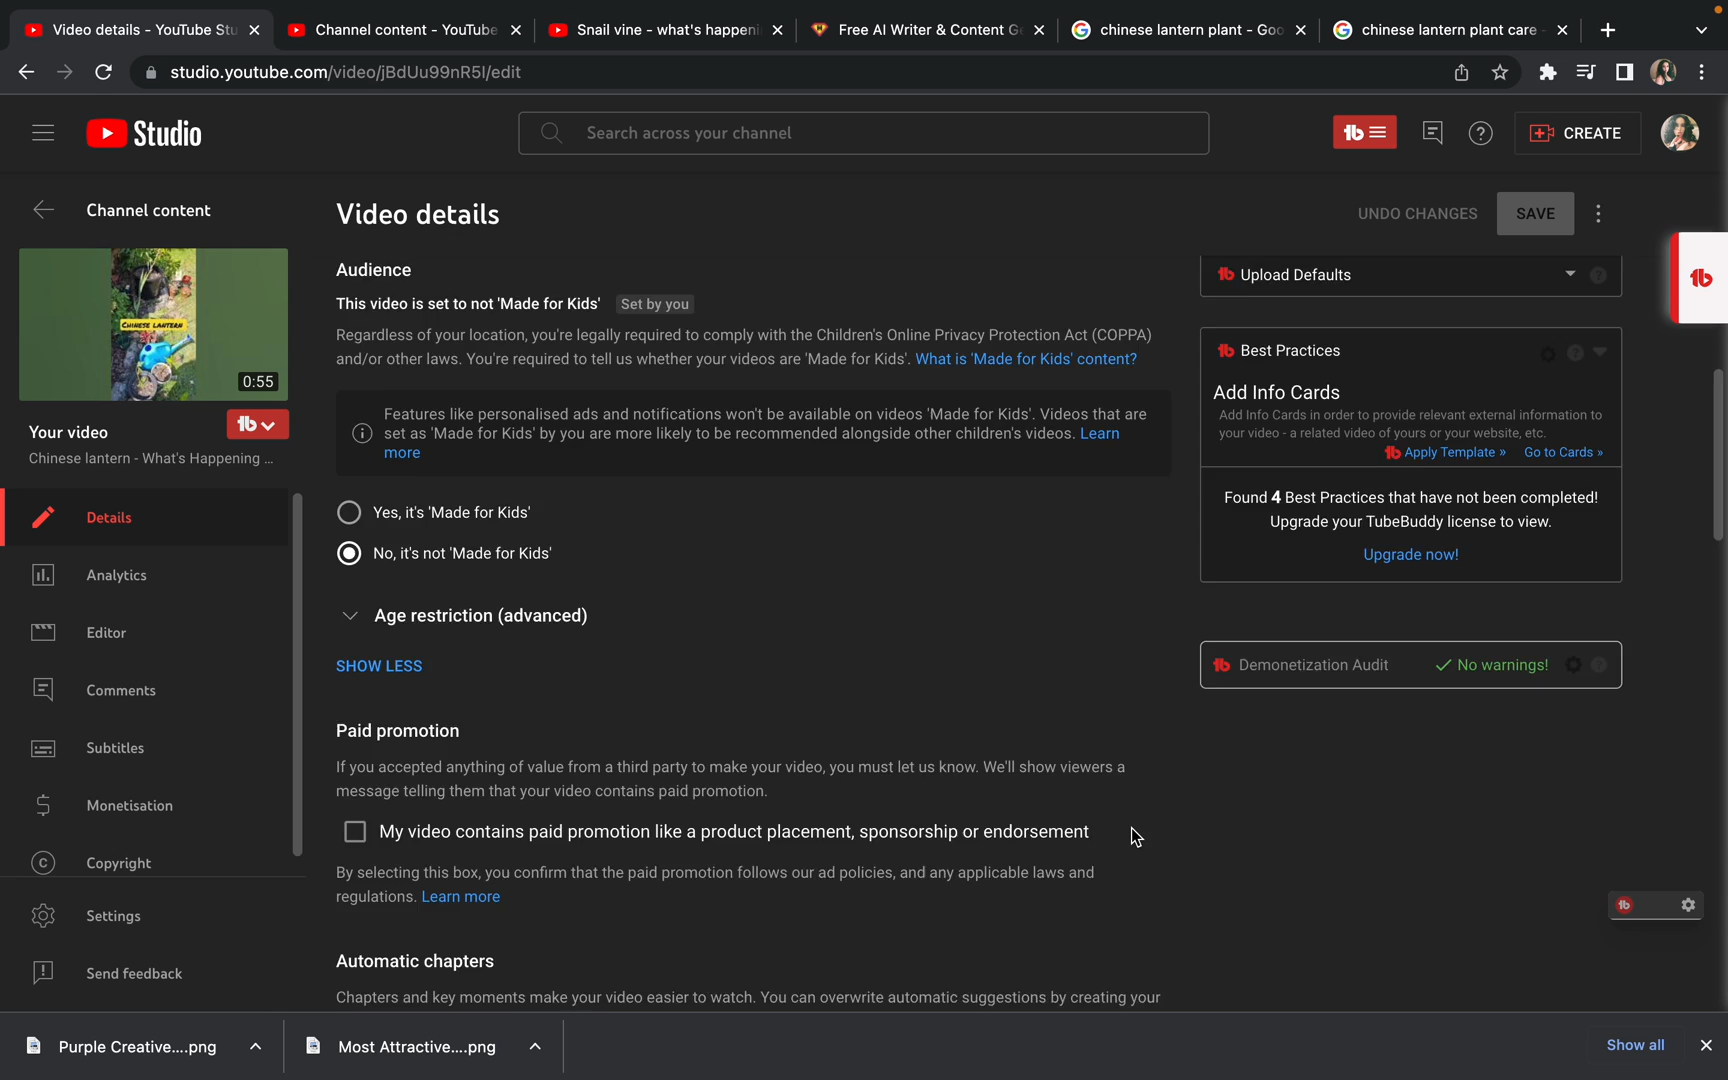 Video details - YouTube Stu
Channel content - YouTube
Snail vine - what's happeni
Free AI Writer & Content Ge
chinese lantern plant - Goo
chinese lantern plant care -
studio.youtube.com/video/jBdUu99nR5I/edit
Studio
Search across your channel
CREATE
Channel content
Video details
UNDO CHANGES
SAVE
CHINESE LANTERN
0:55
Your video
Chinese lantern - What's Happening ...
Details
Analytics
Editor
Comments
Subtitles
Monetisation
Copyright
Settings
Send feedback
Audience
This video is set to not 'Made for Kids' Set by you
Regardless of your location, you're legally required to comply with the Children's Online Privacy Protection Act (COPPA)
and/or other laws. You're required to tell us whether your videos are 'Made for Kids'. What is 'Made for Kids' content?
Features like personalised ads and notifications won't be available on videos 'Made for Kids'. Videos that are
set as 'Made for Kids' by you are more likely to be recommended alongside other children's videos. Learn
more
Yes, it's 'Made for Kids'
No, it's not 'Made for Kids'
Age restriction (advanced)
SHOW LESS
Paid promotion
If you accepted anything of value from a third party to make your video, you must let us know. We'll show viewers a
message telling them that your video contains paid promotion.
My video contains paid promotion like a product placement, sponsorship or endorsement
By selecting this box, you confirm that the paid promotion follows our ad policies, and any applicable laws and
regulations. Learn more
Automatic chapters
Chapters and key moments make your video easier to watch. You can overwrite automatic suggestions by creating your
Upload Defaults
Best Practices
Add Info Cards
Add Info Cards in order to provide relevant external information to
your video - a related video of yours or your website, etc.
Apply Template » Go to Cards »
Found 4 Best Practices that have not been completed!
Upgrade your TubeBuddy license to view.
Upgrade now!
Demonetization Audit No warnings!
Purple Creative....png
Most Attractive....png
Show all